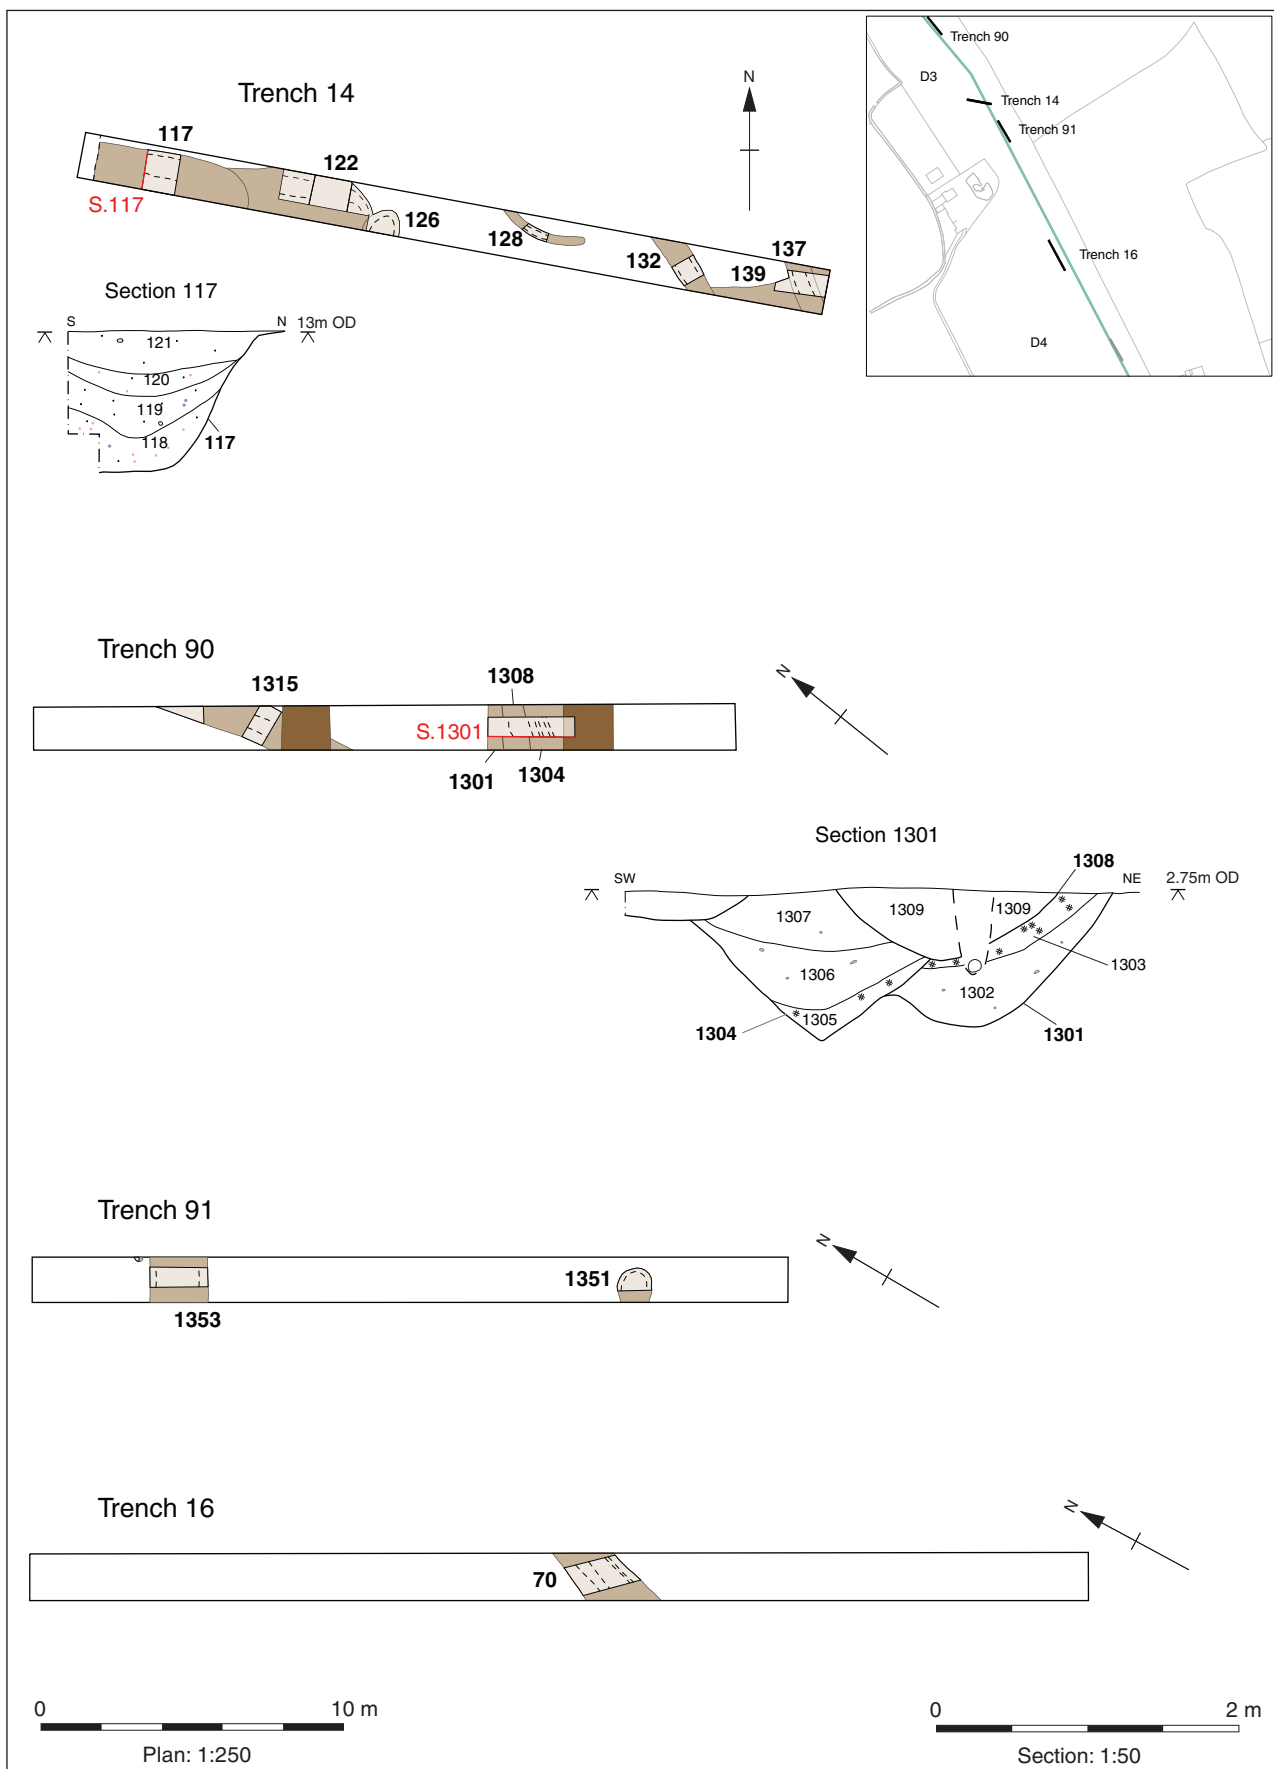 Trench 90
D3
Trench 14
Trench 91
Trench 16
D4
Trench 14
N
117
122
S.117
126
128
132
139
137
Section 117
S
N 13m OD
121
120
119
118
117
Trench 90
N
1315
1308
S.1301
1301
1304
Section 1301
SW
NE
2.75m OD
1308
1307
1309
1309
1306
1303
1302
1305
1304
1301
Trench 91
N
1351
1353
Trench 16
N
70
0 10 m
Plan: 1:250
0 2 m
Section: 1:50